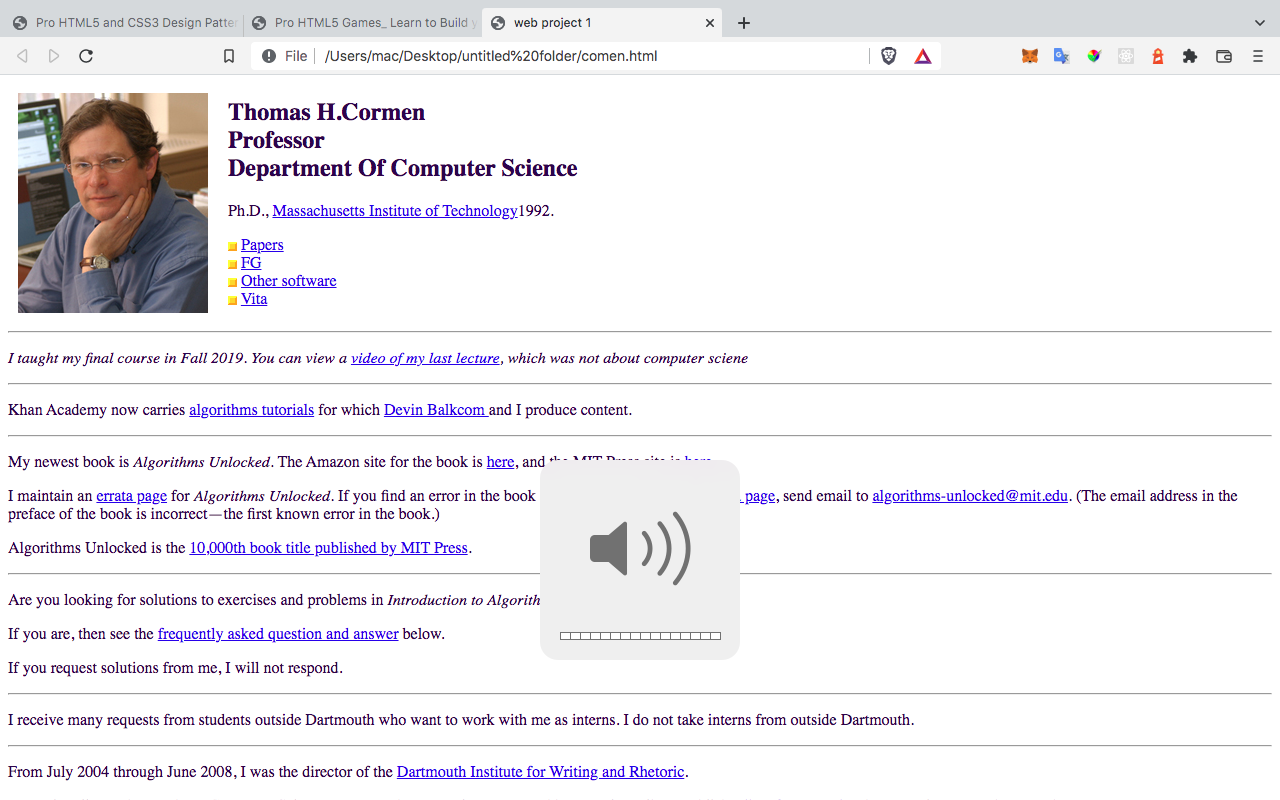 Pro HTML5 and CSS3 Design Patter
Pro HTML5 Games_ Learn to Build y
web project 1
File
/Users/mac/Desktop/untitled%20folder/comen.html
Thomas H.Cormen
Professor
Department Of Computer Science
Ph.D., Massachusetts Institute of Technology1992.
Papers
FG
Other software
Vita
I taught my final course in Fall 2019. You can view a video of my last lecture, which was not about computer sciene
Khan Academy now carries algorithms tutorials for which Devin Balkcom and I produce content.
My newest book is Algorithms Unlocked. The Amazon site for the book is here, and the MIT Press site is here
I maintain an errata page for Algorithms Unlocked. If you find an error in the book page, send email to algorithms-unlocked@mit.edu. (The email address in the
preface of the book is incorrect—the first known error in the book.)
Algorithms Unlocked is the 10,000th book title published by MIT Press.
Are you looking for solutions to exercises and problems in Introduction to Algorith
If you are, then see the frequently asked question and answer below.
If you request solutions from me, I will not respond.
I receive many requests from students outside Dartmouth who want to work with me as interns. I do not take interns from outside Dartmouth.
From July 2004 through June 2008, I was the director of the Dartmouth Institute for Writing and Rhetoric.